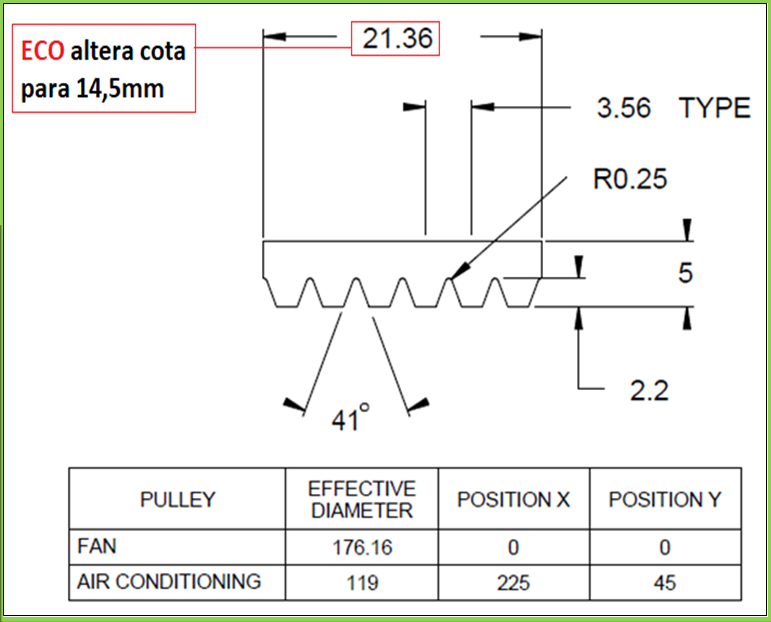 ECO altera cota
para 14,5mm
21.36
3.56 TYPE
R0.25
5
2.2
41°
PULLEY EFFECTIVE DIAMETER POSITION X POSITION Y
FAN 176.16 0 0
AIR CONDITIONING 119 225 45